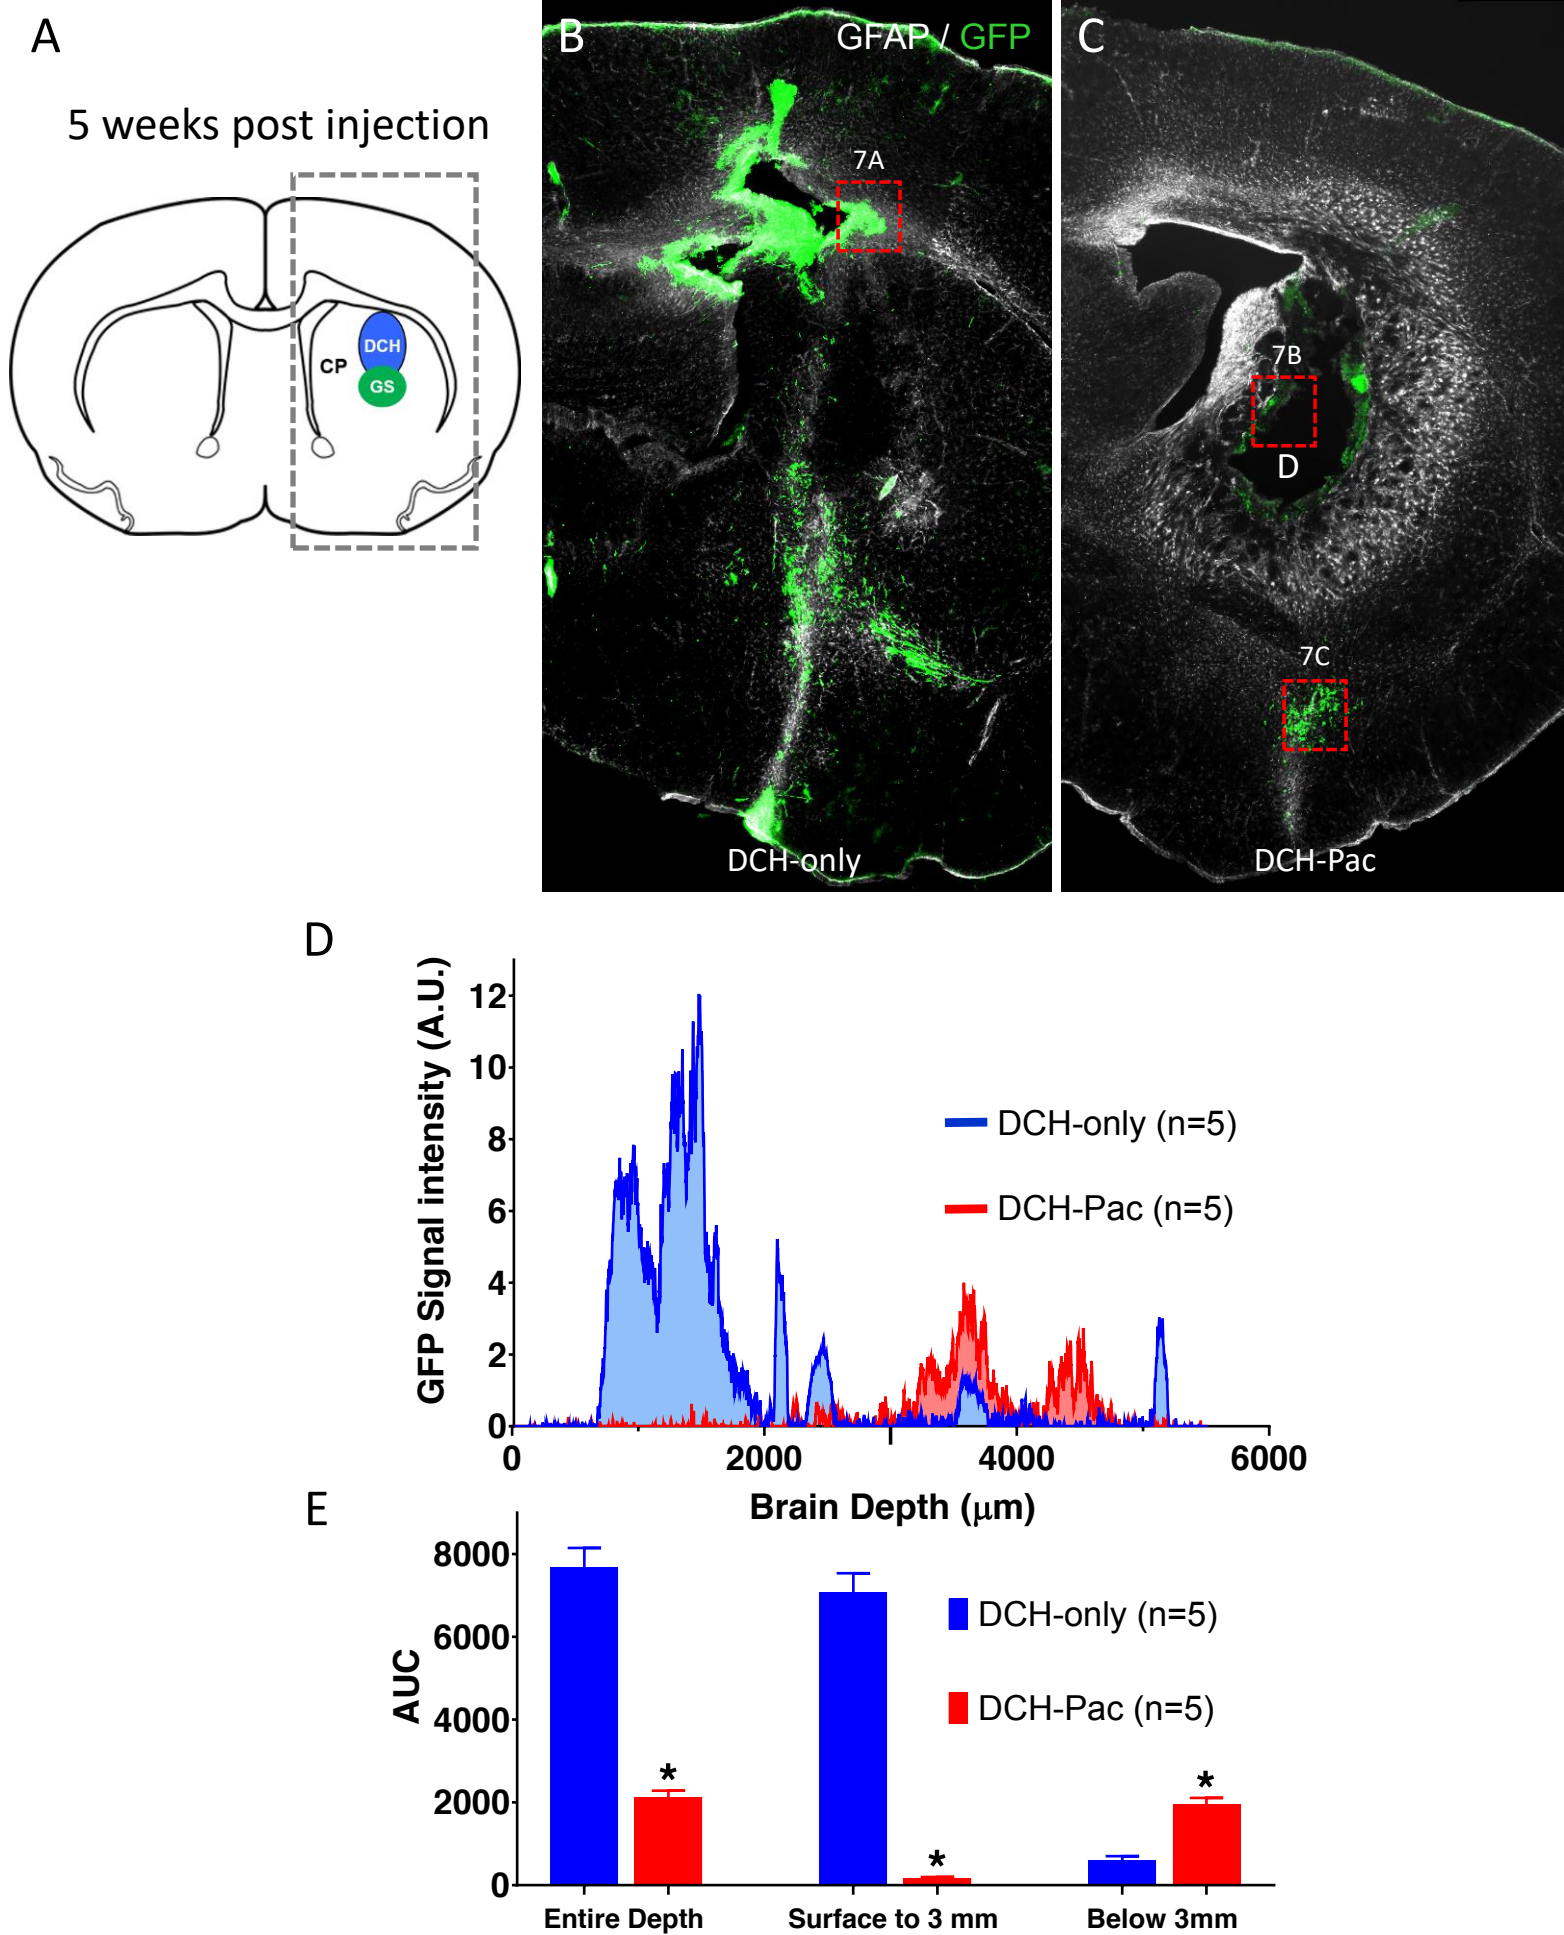 A
5 weeks post injection
CP
DCH
GS
B
GFAP / GFP
7A
DCH-only
C
7B
D
7C
DCH-Pac
D
GFP Signal intensity (A.U.)
12
10
8
6
4
2
0
DCH-only (n=5)
DCH-Pac (n=5)
0 2000 4000 6000
Brain Depth (μm)
E
AUC
8000
6000
4000
2000
0
DCH-only (n=5)
DCH-Pac (n=5)
*
*
*
Entire Depth Surface to 3 mm Below 3mm